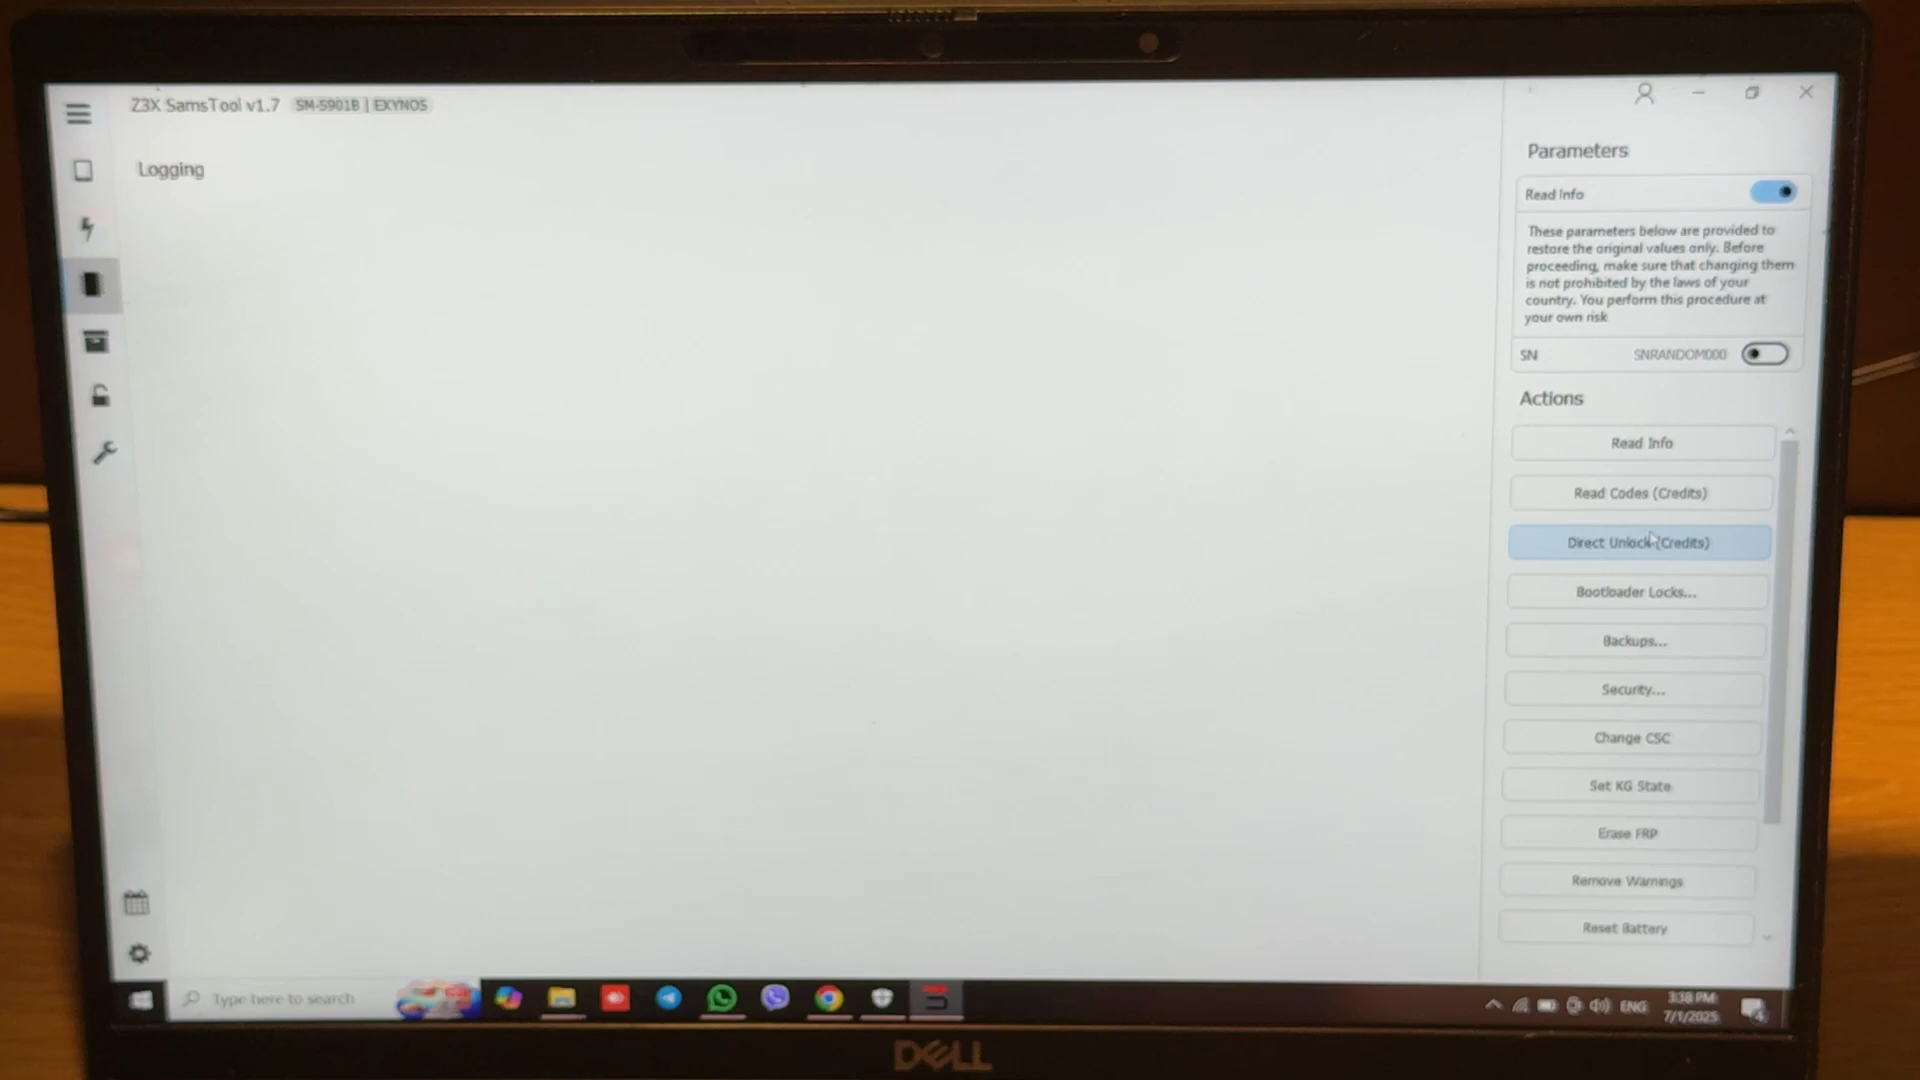 Z3X SamsTool v1.7 SM-S901B | EXYNOS
Logging
Parameters
Read Info
These parameters below are provided to
restore the original values only. Before
proceeding, make sure that changing them
is not prohibited by the laws of your
country. You perform this procedure at
your own risk
SN SNRANDOM000
Actions
Read Info
Read Codes (Credits)
Direct Unlock (Credits)
Bootloader Locks...
Backups...
Security...
Change CSC
Set KG State
Erase FRP
Remove Warnings
Reset Battery
Type here to search
ENG
3:38 PM
7/1/2025
4
DELL